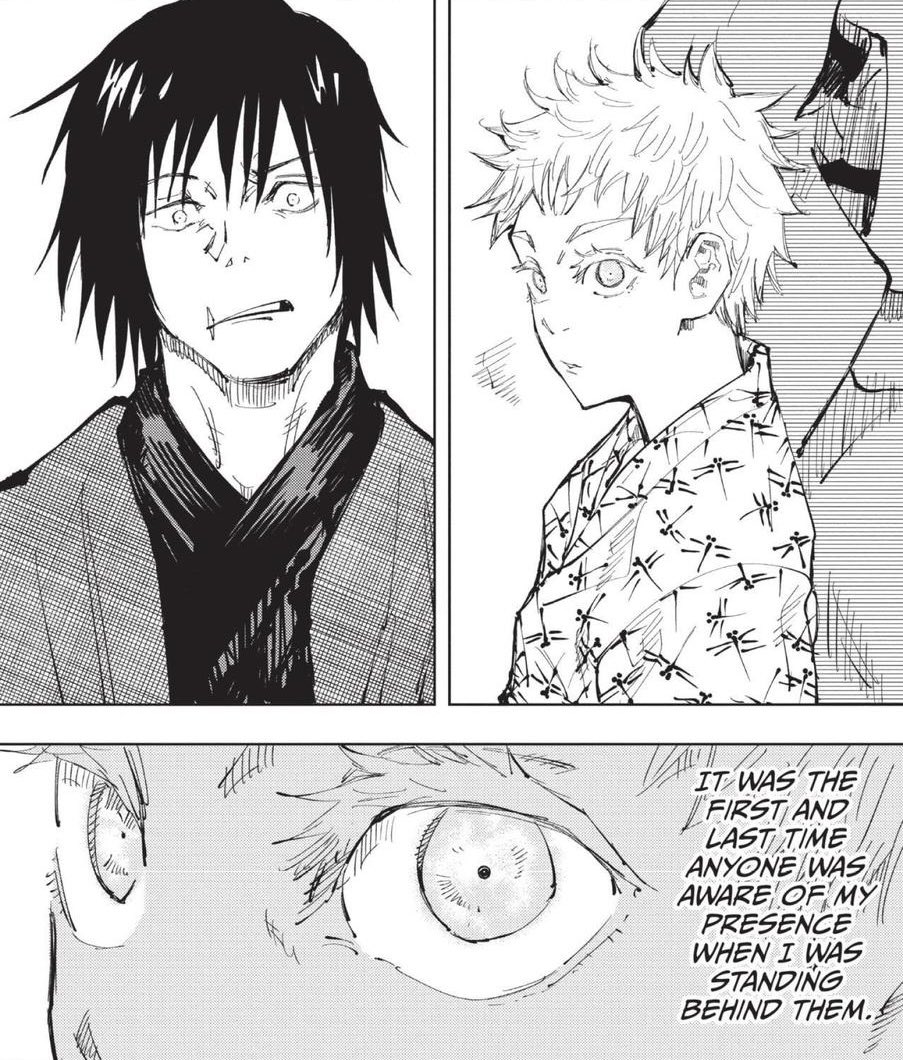 IT WAS THE
FIRST AND
LAST TIME
ANYONE WAS
AWARE OF MY
PRESENCE
WHEN I WAS
STANDING
BEHIND THEM.